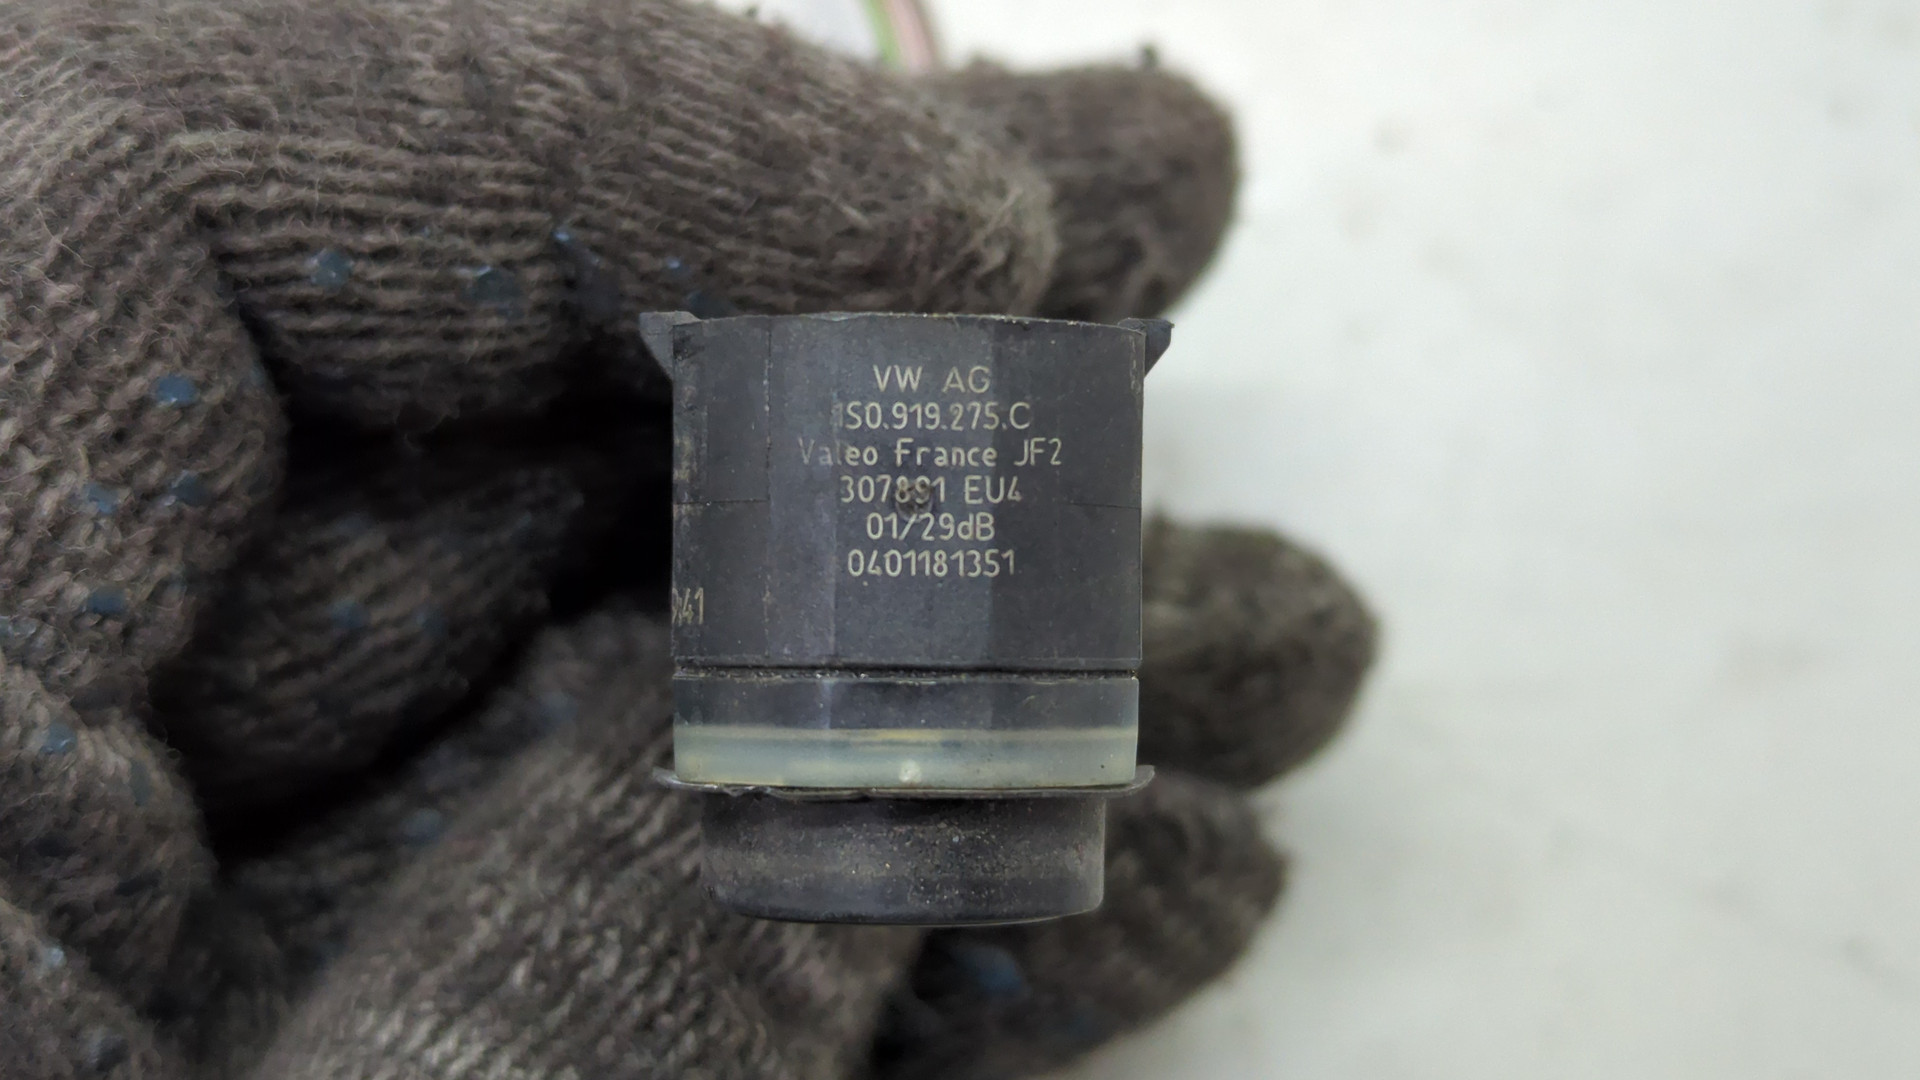 VW AG
1S0.919.275.C
Valeo France JF2
307891 EU4
01/29dB
0401181351